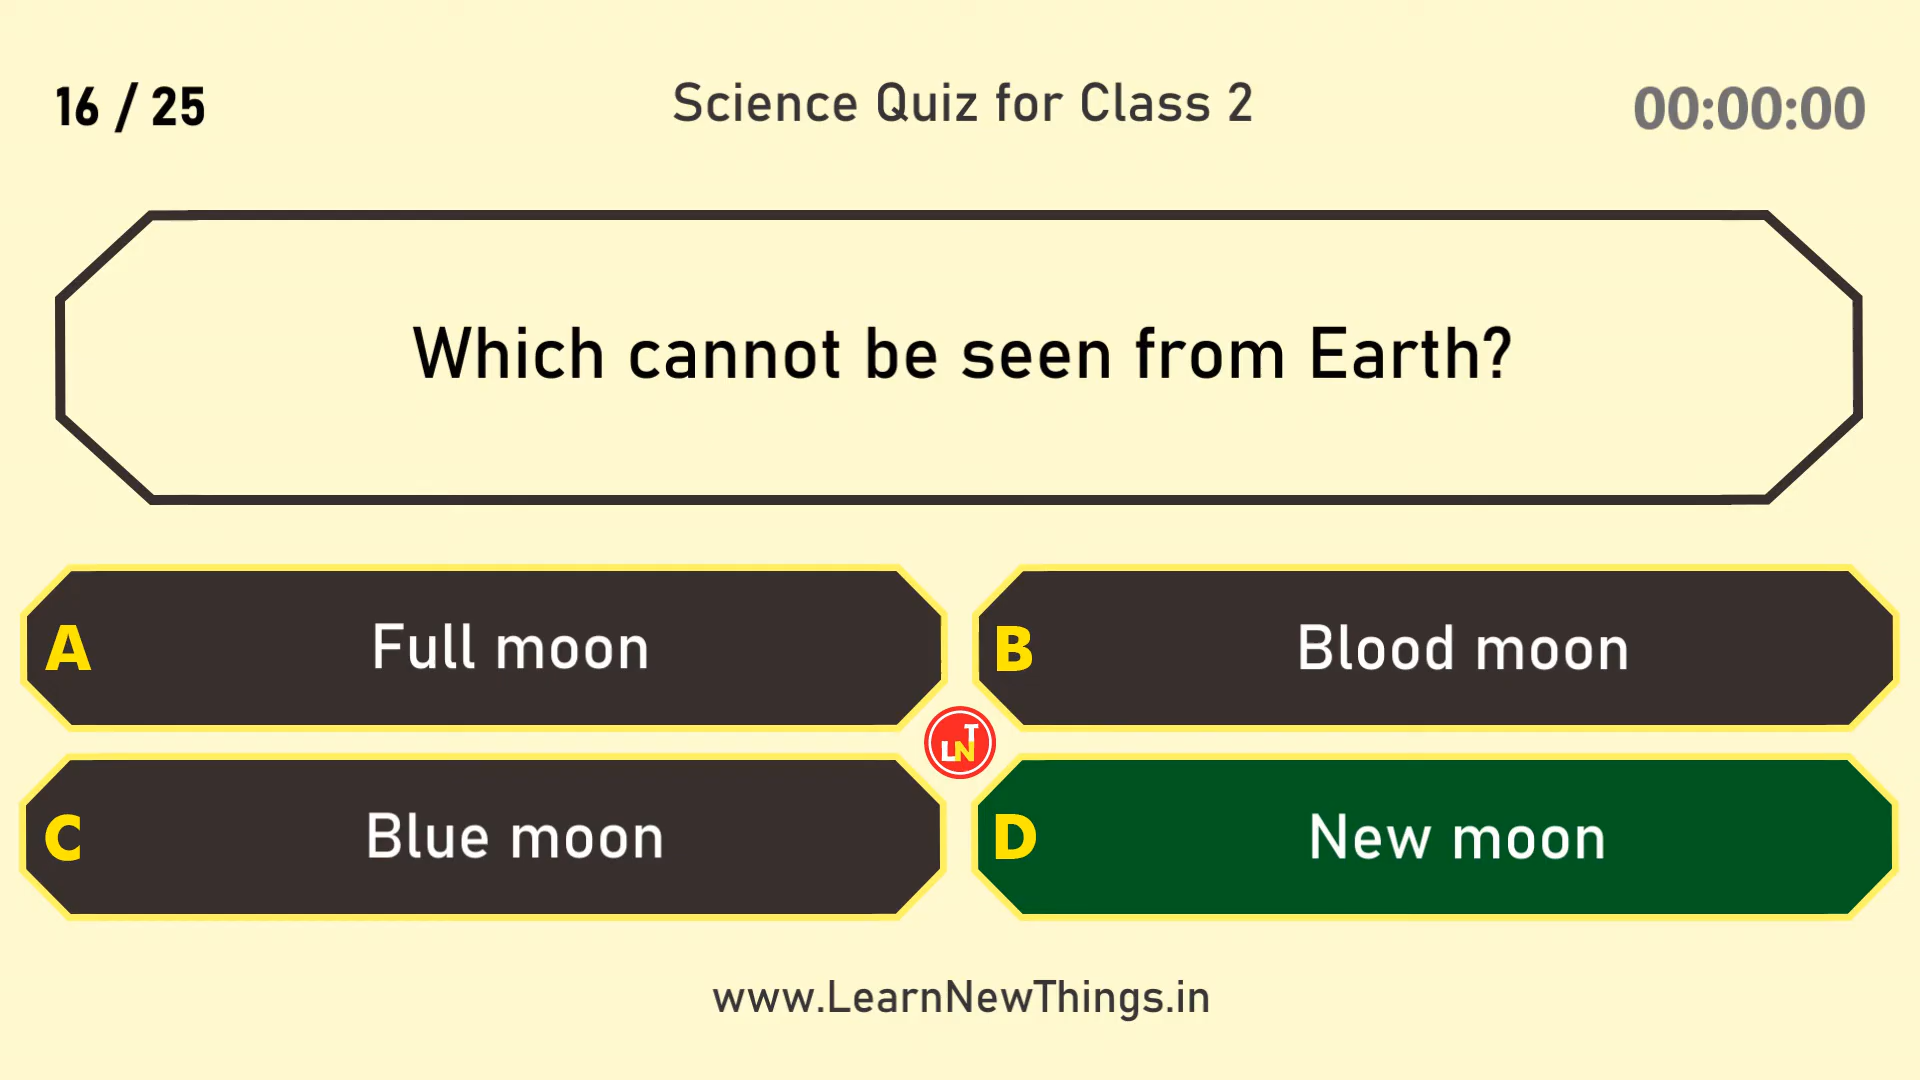 16 / 25
Science Quiz for Class 2
00:00:00
Which cannot be seen from Earth?
A Full moon
B Blood moon
LNT
C Blue moon
D New moon
www.LearnNewThings.in